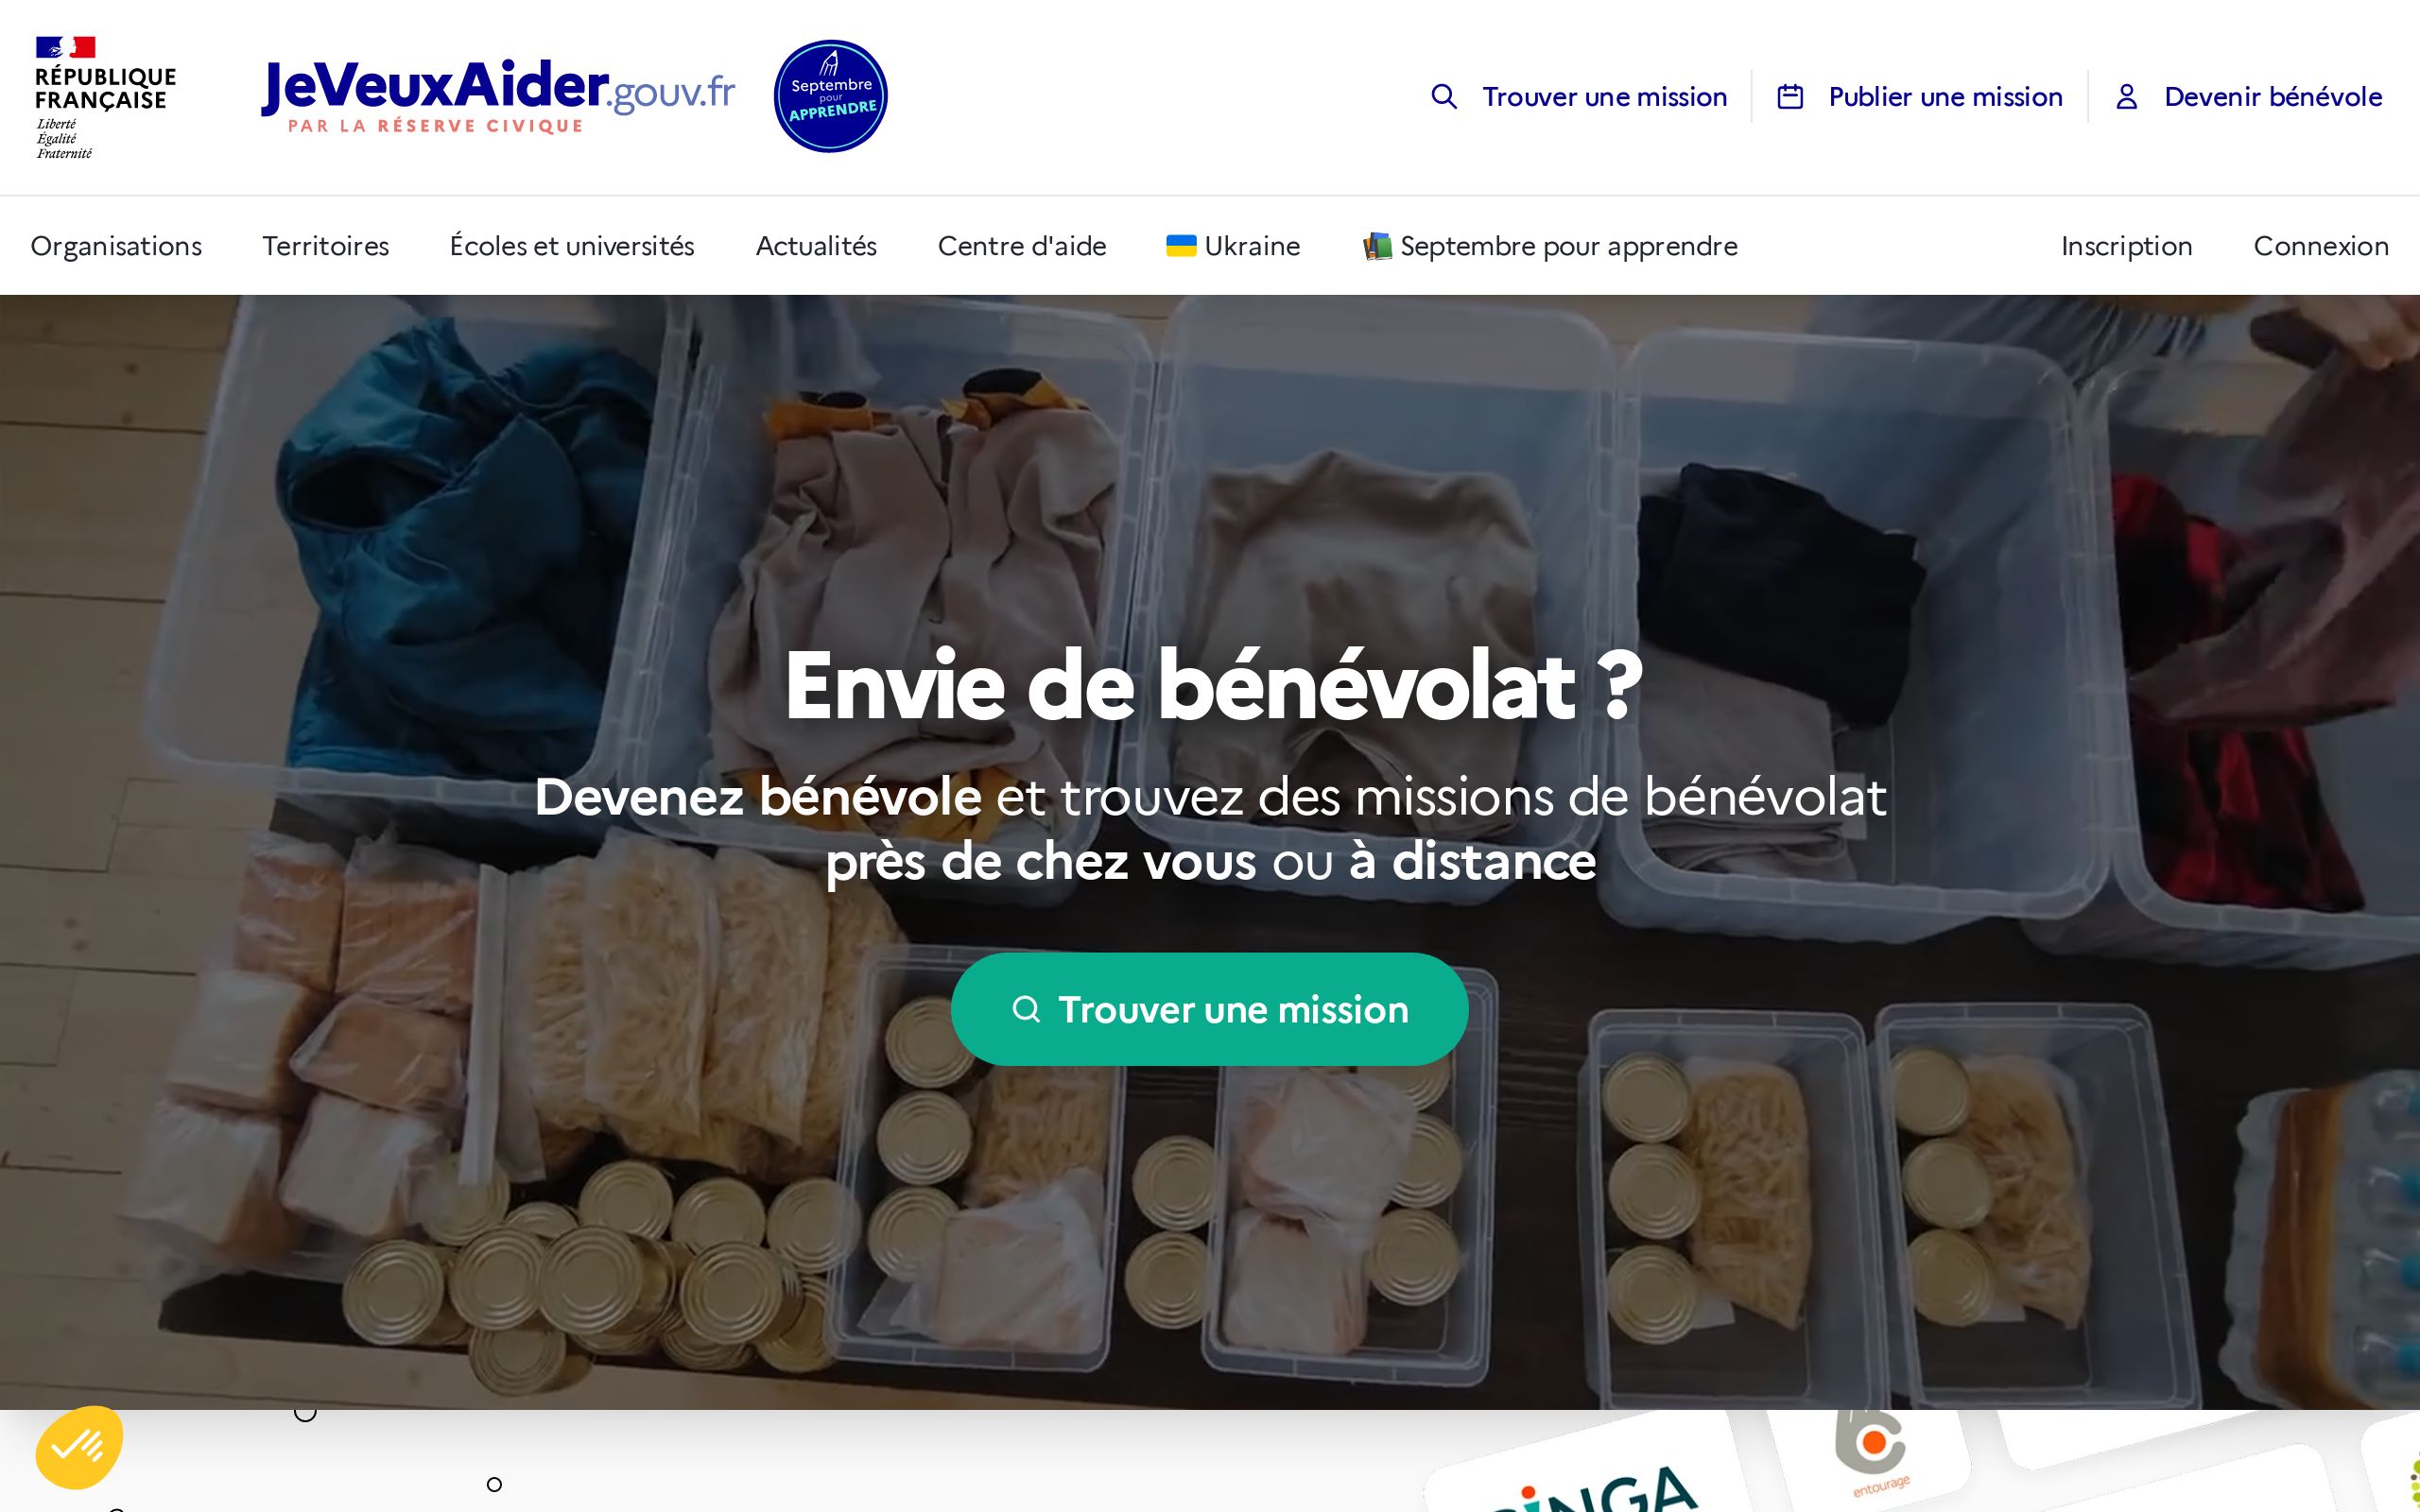 RÉPUBLIQUE
FRANÇAISE
Liberté
Égalité
Fraternité
JeVeuxAider.gouv.fr
PAR LA RÉSERVE CIVIQUE
Septembre
pour
APPRENDRE
Trouver une mission
Publier une mission
Devenir bénévole
Organisations
Territoires
Écoles et universités
Actualités
Centre d'aide
Ukraine
Septembre pour apprendre
Inscription
Connexion
Envie de bénévolat ?
Devenez bénévole et trouvez des missions de bénévolat
près de chez vous ou à distance
Trouver une mission
entourage